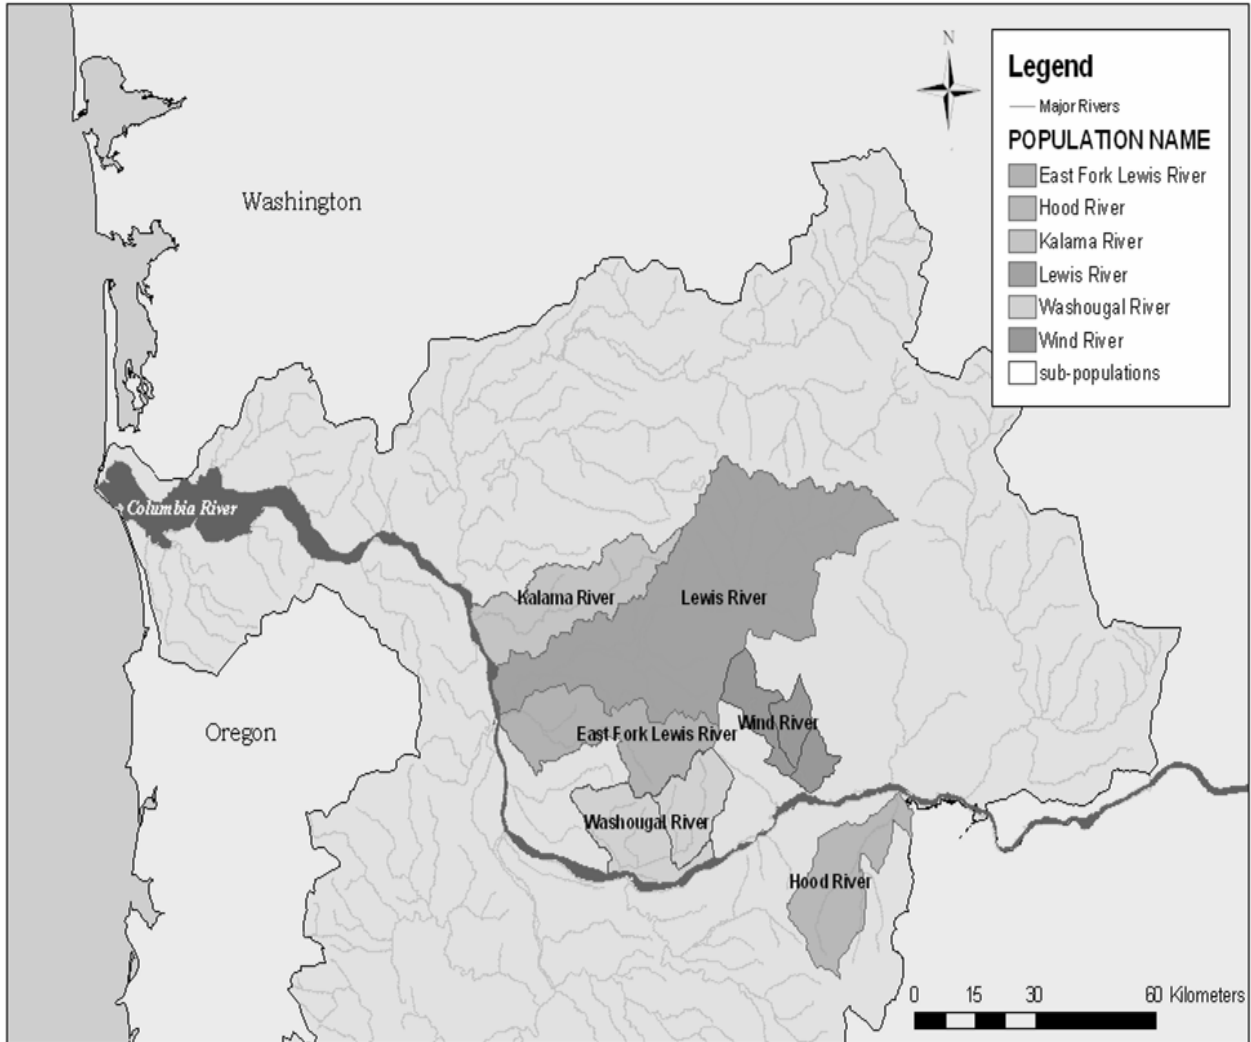 N
Legend
Major Rivers
POPULATION NAME
East Fork Lewis River
Hood River
Kalama River
Lewis River
Washougal River
Wind River
sub-populations
Washington
Columbia River
Kalama River
Lewis River
Oregon
Wind River
East Fork Lewis River
Washougal River
Hood River
0 15 30 60 Kilometers